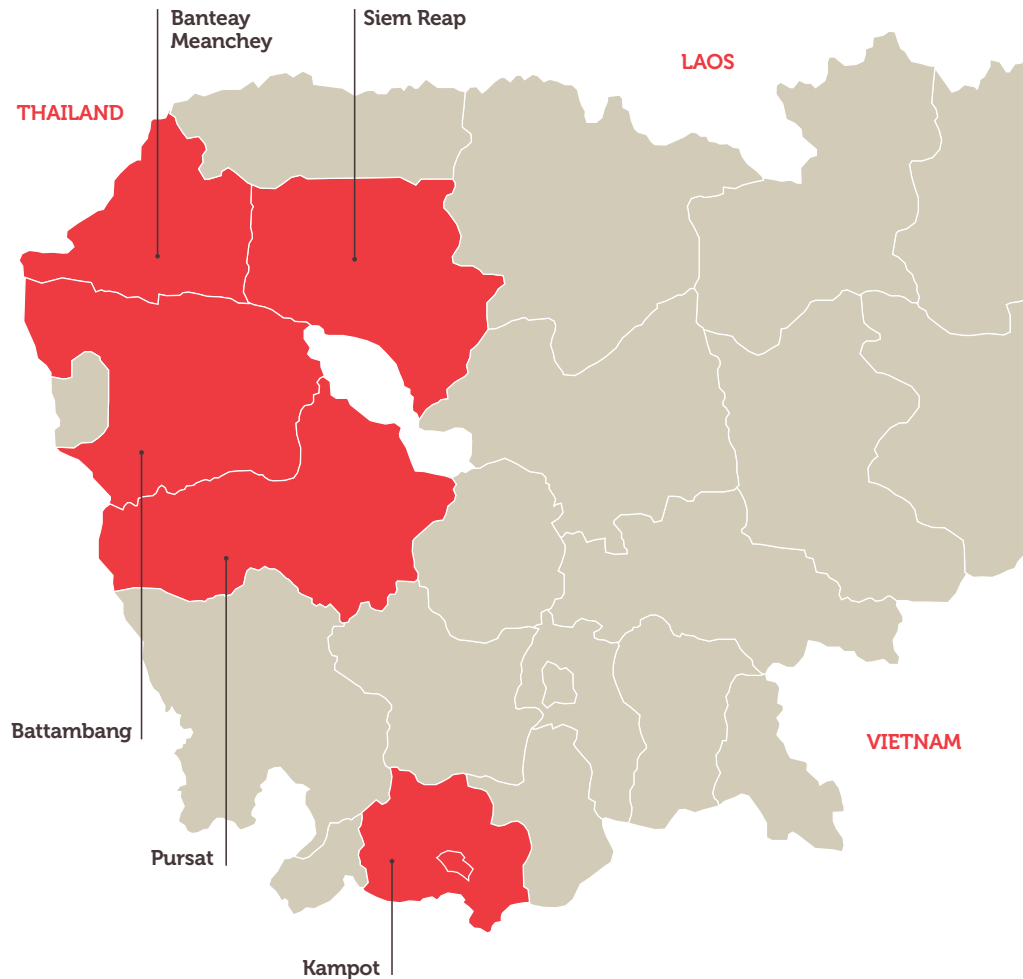 Banteay
Meanchey
Siem Reap
LAOS
THAILAND
Battambang
VIETNAM
Pursat
Kampot